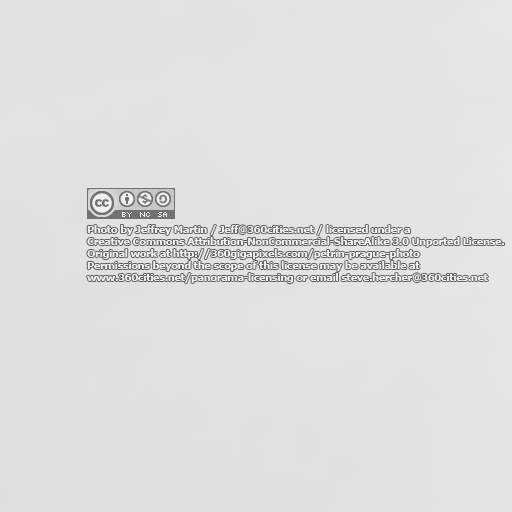 cc BY NC SA
Photo by Jeffrey Martin / Jeff@360cities.net / licensed under a
Creative Commons Attribution-NonCommercial-ShareAlike 3.0 Unported License.
Original work at http://360gigapixels.com/petrin-prague-photo
Permissions beyond the scope of this license may be available at
www.360cities.net/panorama-licensing or email steve.hercher@360cities.net